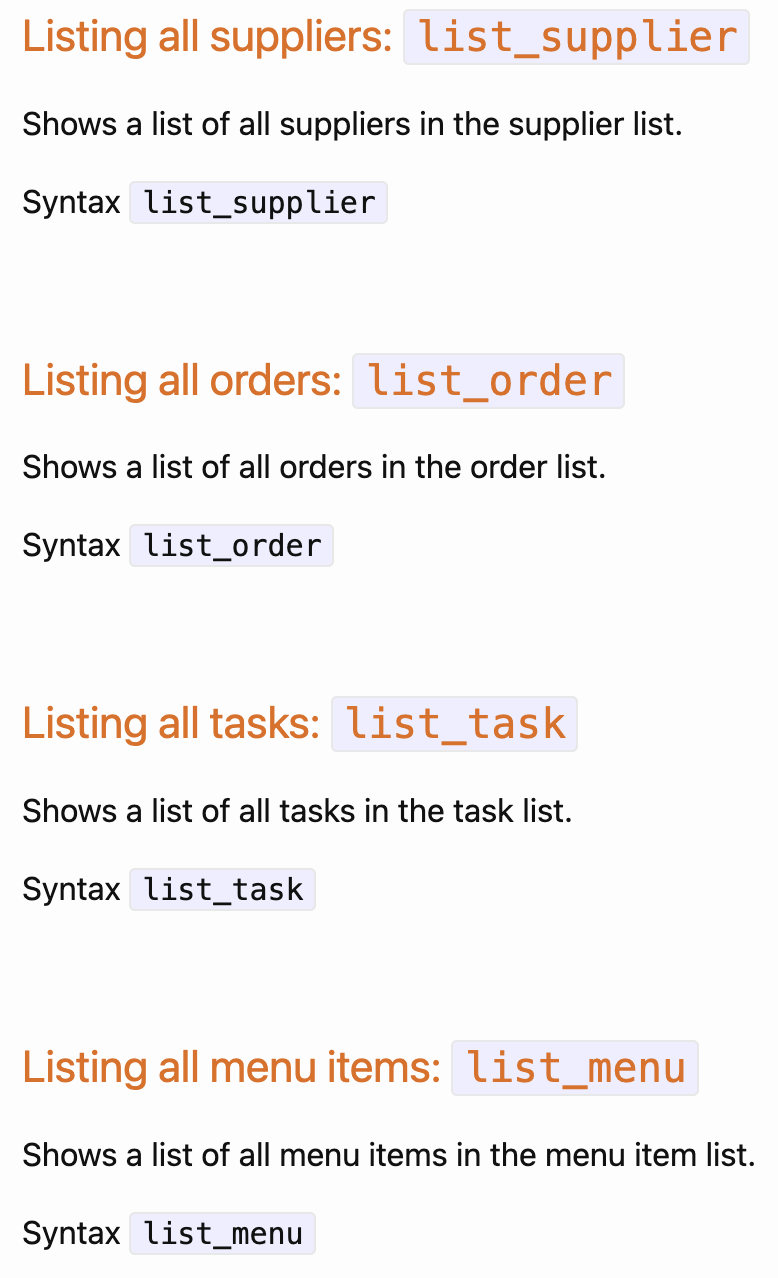 Listing all suppliers: list_supplier
Shows a list of all suppliers in the supplier list.
Syntax list_supplier
Listing all orders: list_order
Shows a list of all orders in the order list.
Syntax list_order
Listing all tasks: list_task
Shows a list of all tasks in the task list.
Syntax list_task
Listing all menu items: list_menu
Shows a list of all menu items in the menu item list.
Syntax list_menu